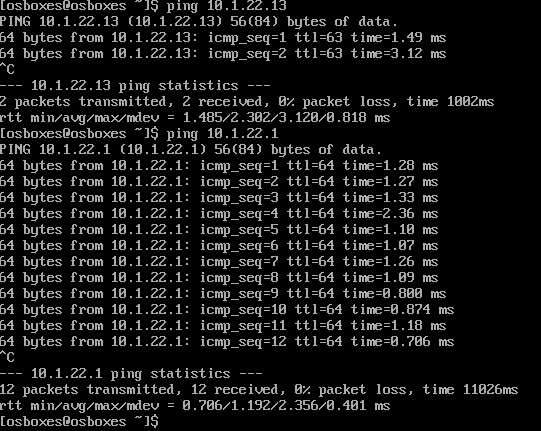 [osboxes@osboxes ~]$ ping 10.1.22.13
PING 10.1.22.13 (10.1.22.13) 56(84) bytes of data.
64 bytes from 10.1.22.13: icmp_seq=1 ttl=63 time=1.49 ms
64 bytes from 10.1.22.13: icmp_seq=2 ttl=63 time=3.12 ms
^C
--- 10.1.22.13 ping statistics ---
2 packets transmitted, 2 received, 0% packet loss, time 1002ms
rtt min/avg/max/mdev = 1.485/2.302/3.120/0.818 ms
[osboxes@osboxes ~]$ ping 10.1.22.1
PING 10.1.22.1 (10.1.22.1) 56(84) bytes of data.
64 bytes from 10.1.22.1: icmp_seq=1 ttl=64 time=1.28 ms
64 bytes from 10.1.22.1: icmp_seq=2 ttl=64 time=1.27 ms
64 bytes from 10.1.22.1: icmp_seq=3 ttl=64 time=1.33 ms
64 bytes from 10.1.22.1: icmp_seq=4 ttl=64 time=2.36 ms
64 bytes from 10.1.22.1: icmp_seq=5 ttl=64 time=1.10 ms
64 bytes from 10.1.22.1: icmp_seq=6 ttl=64 time=1.07 ms
64 bytes from 10.1.22.1: icmp_seq=7 ttl=64 time=1.26 ms
64 bytes from 10.1.22.1: icmp_seq=8 ttl=64 time=1.09 ms
64 bytes from 10.1.22.1: icmp_seq=9 ttl=64 time=0.800 ms
64 bytes from 10.1.22.1: icmp_seq=10 ttl=64 time=0.874 ms
64 bytes from 10.1.22.1: icmp_seq=11 ttl=64 time=1.18 ms
64 bytes from 10.1.22.1: icmp_seq=12 ttl=64 time=0.706 ms
^C
--- 10.1.22.1 ping statistics ---
12 packets transmitted, 12 received, 0% packet loss, time 11026ms
rtt min/avg/max/mdev = 0.706/1.192/2.356/0.401 ms
[osboxes@osboxes ~]$